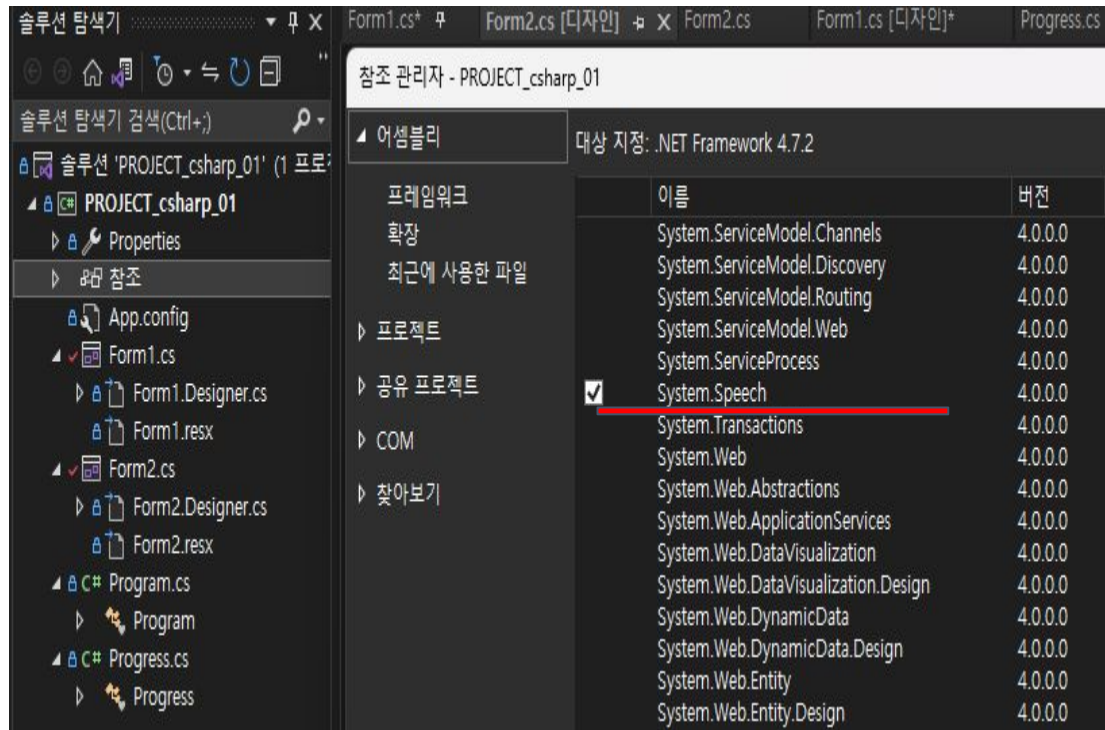 솔루션 탐색기
솔루션 탐색기 검색(Ctrl+;)
솔루션 'PROJECT_csharp_01' (1 프로
PROJECT_csharp_01
Properties
참조
App.config
Form1.cs
Form1.Designer.cs
Form1.resx
Form2.cs
Form2.Designer.cs
Form2.resx
C# Program.cs
Program
C# Progress.cs
Progress
Form1.cs*
Form2.cs [디자인]
Form2.cs
Form1.cs [디자인]*
Progress.cs
참조 관리자 - PROJECT_csharp_01
어셈블리
프레임워크
확장
최근에 사용한 파일
프로젝트
공유 프로젝트
COM
찾아보기
대상 지정: .NET Framework 4.7.2
이름 버전
System.ServiceModel.Channels 4.0.0.0
System.ServiceModel.Discovery 4.0.0.0
System.ServiceModel.Routing 4.0.0.0
System.ServiceModel.Web 4.0.0.0
System.ServiceProcess 4.0.0.0
System.Speech 4.0.0.0
System.Transactions 4.0.0.0
System.Web 4.0.0.0
System.Web.Abstractions 4.0.0.0
System.Web.ApplicationServices 4.0.0.0
System.Web.DataVisualization 4.0.0.0
System.Web.DataVisualization.Design 4.0.0.0
System.Web.DynamicData 4.0.0.0
System.Web.DynamicData.Design 4.0.0.0
System.Web.Entity 4.0.0.0
System.Web.Entity.Design 4.0.0.0